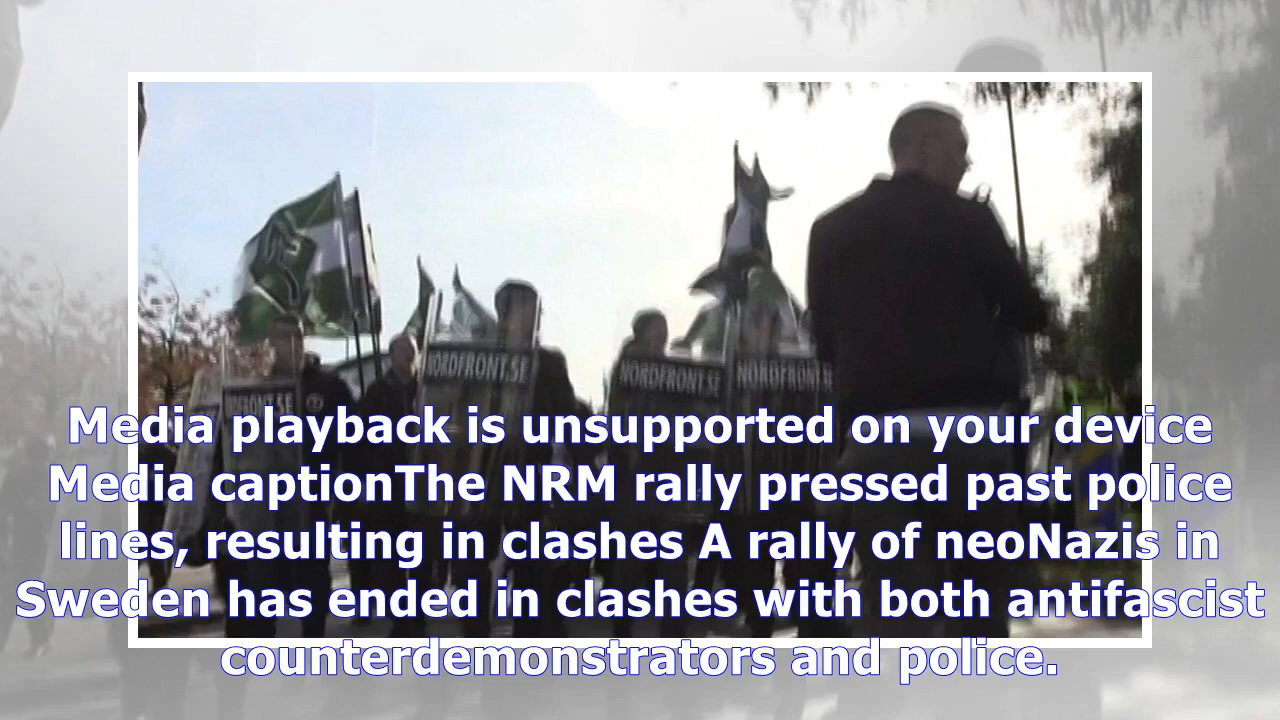 NORDFRONT.SE
NORDFRONT.SE
NORDFRONT
Media playback is unsupported on your device
Media captionThe NRM rally pressed past police
lines, resulting in clashes A rally of neoNazis in
Sweden has ended in clashes with both antifascist
counterdemonstrators and police.